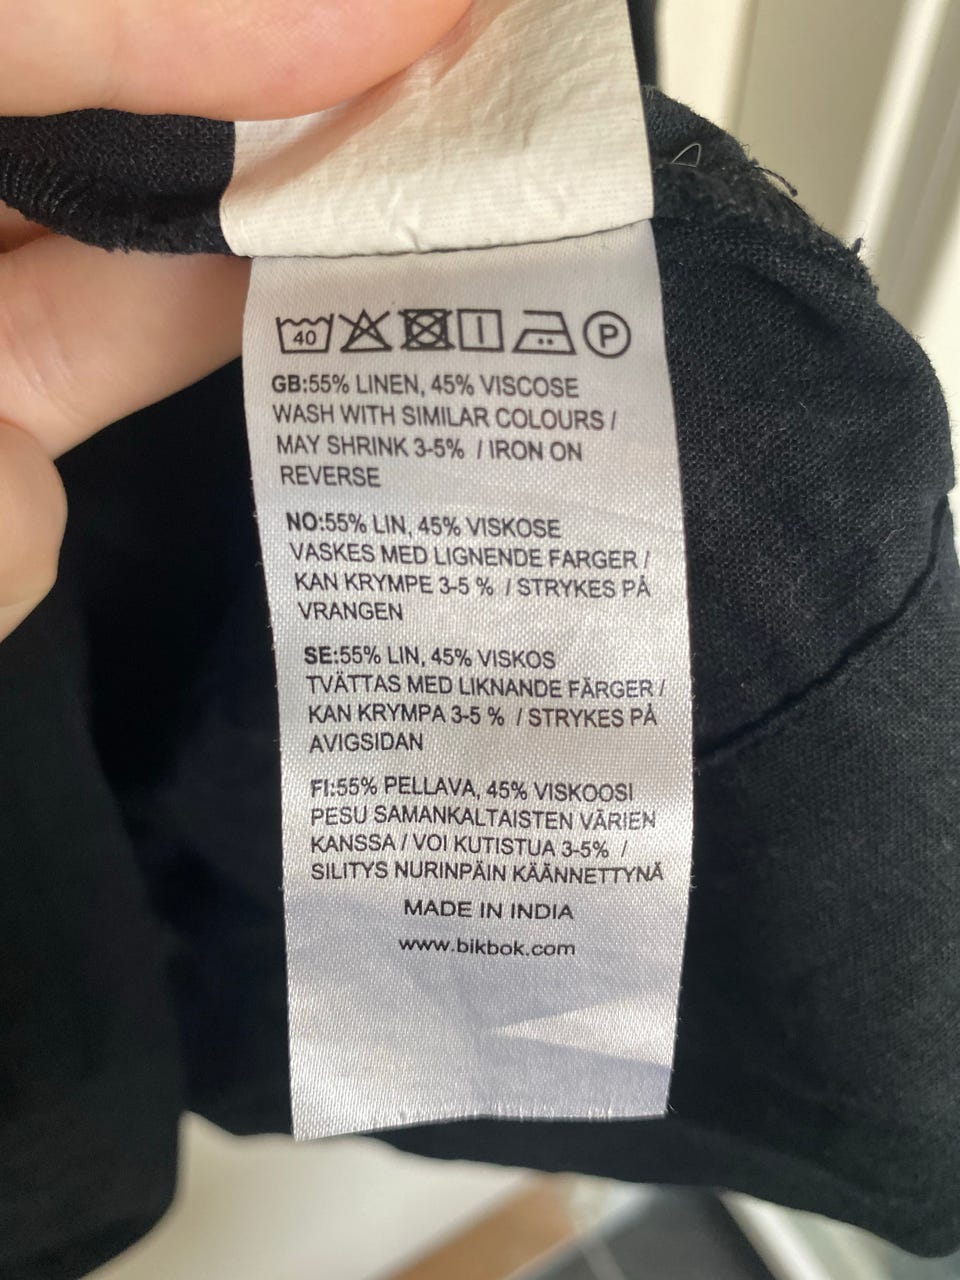 40 P
GB:55% LINEN, 45% VISCOSE
WASH WITH SIMILAR COLOURS /
MAY SHRINK 3-5% / IRON ON
REVERSE
NO:55% LIN, 45% VISKOSE
VASKES MED LIGNENDE FARGER /
KAN KRYMPE 3-5 % / STRYKES PÅ
VRANGEN
SE:55% LIN, 45% VISKOS
TVÄTTAS MED LIKNANDE FÄRGER /
KAN KRYMPA 3-5 % / STRYKES PÅ
AVIGSIDAN
FI:55% PELLAVA, 45% VISKOOSI
PESU SAMANKALTAISTEN VÄRIEN
KANSSA / VOI KUTISTUA 3-5% /
SILITYS NURINPÄIN KÄÄNNETTYNÄ
MADE IN INDIA
www.bikbok.com